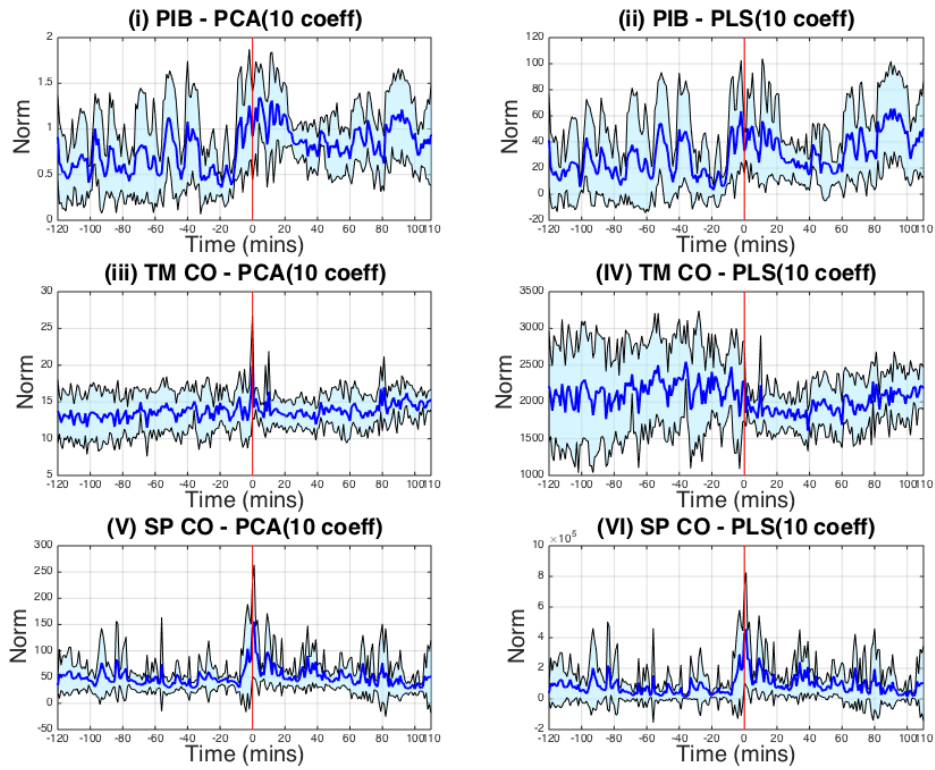 (i) PIB - PCA(10 coeff)
2
1.5
1
0.5
0
Norm
-120 -100 -80 -60 -40 -20 0 20 40 60 80 100 110
Time (mins)
(ii) PIB - PLS(10 coeff)
120
100
80
60
40
20
0
-20
Norm
-120 -100 -80 -60 -40 -20 0 20 40 60 80 100 110
Time (mins)
(iii) TM CO - PCA(10 coeff)
30
25
20
15
10
5
Norm
-120 -100 -80 -60 -40 -20 0 20 40 60 80 100 110
Time (mins)
(IV) TM CO - PLS(10 coeff)
3500
3000
2500
2000
1500
1000
Norm
-120 -100 -80 -60 -40 -20 0 20 40 60 80 100 110
Time (mins)
(V) SP CO - PCA(10 coeff)
300
250
200
150
100
50
0
-50
Norm
-120 -100 -80 -60 -40 -20 0 20 40 60 80 100 110
Time (mins)
(VI) SP CO - PLS(10 coeff)
× 10⁵
10
8
6
4
2
0
-2
Norm
-120 -100 -80 -60 -40 -20 0 20 40 60 80 100 110
Time (mins)